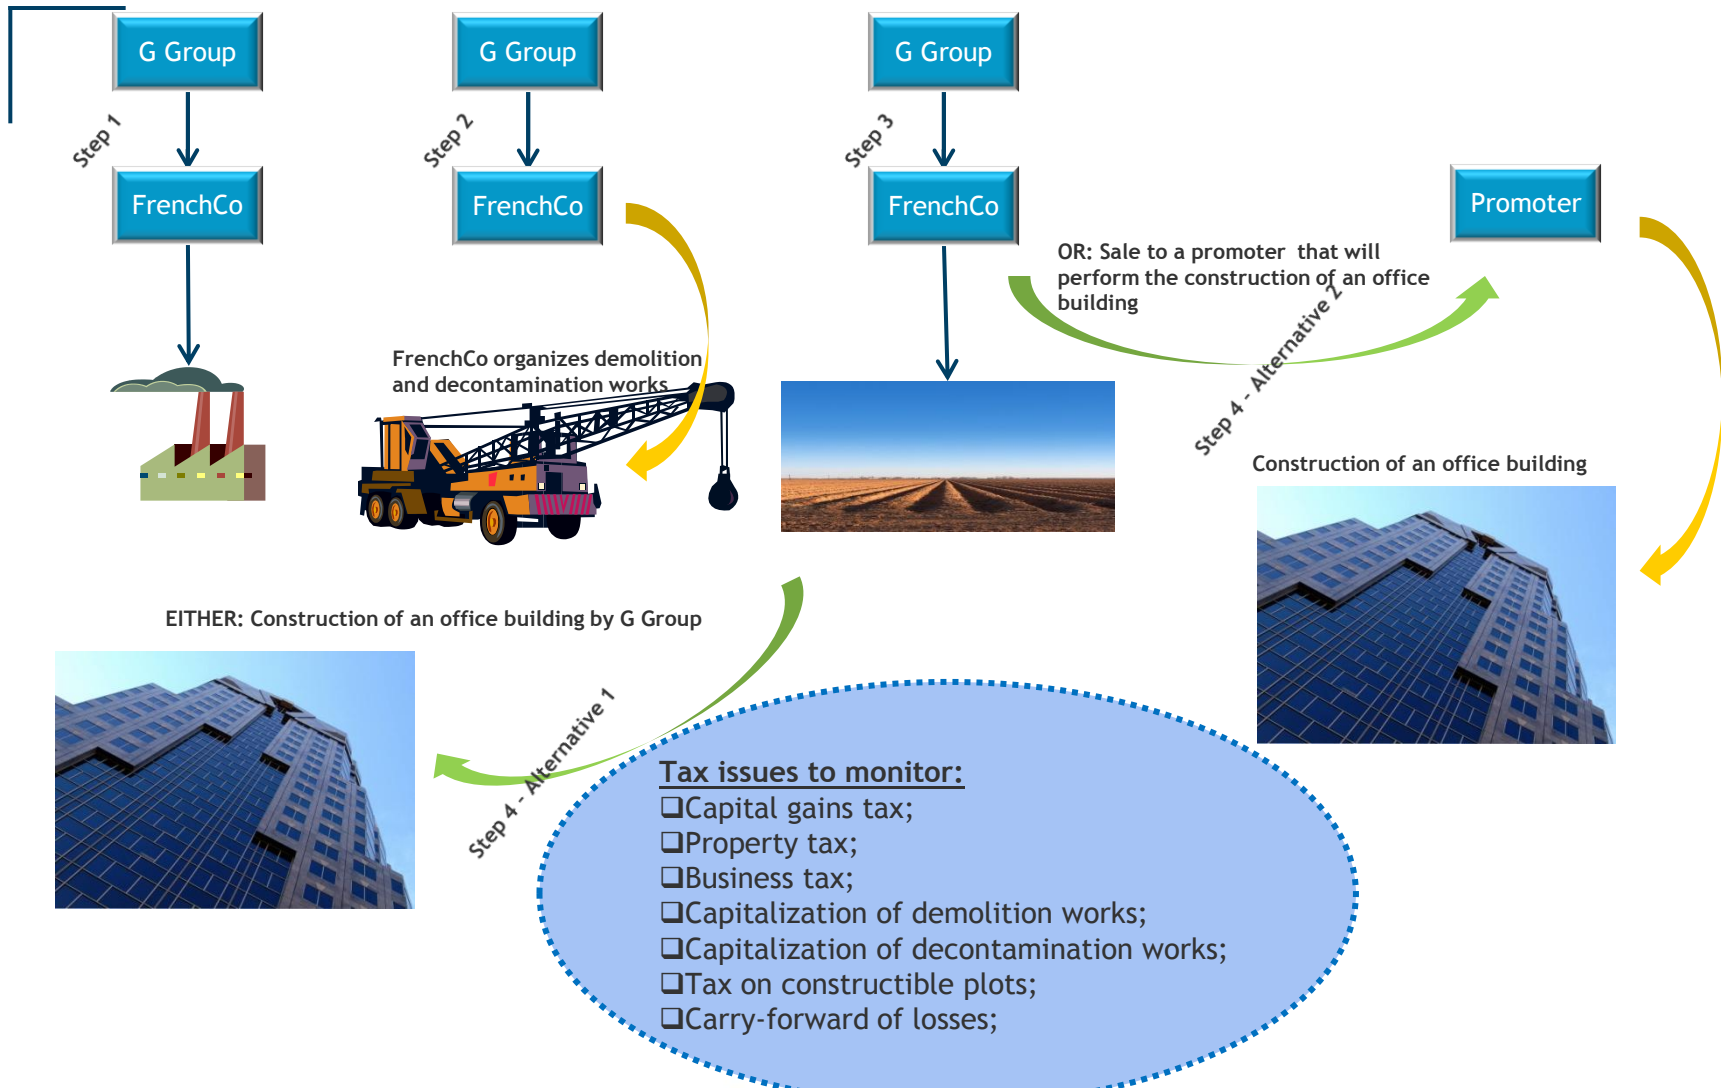 G Group
G Group
G Group
Step 1
Step 2
Step 3
FrenchCo
FrenchCo
FrenchCo
Promoter
OR: Sale to a promoter that will
perform the construction of an office
building
Step 4 - Alternative 2
FrenchCo organizes demolition
and decontamination works
Construction of an office building
EITHER: Construction of an office building by G Group
Step 4 - Alternative 1
Tax issues to monitor:
❑Capital gains tax;
❑Property tax;
❑Business tax;
❑Capitalization of demolition works;
❑Capitalization of decontamination works;
❑Tax on constructible plots;
❑Carry-forward of losses;